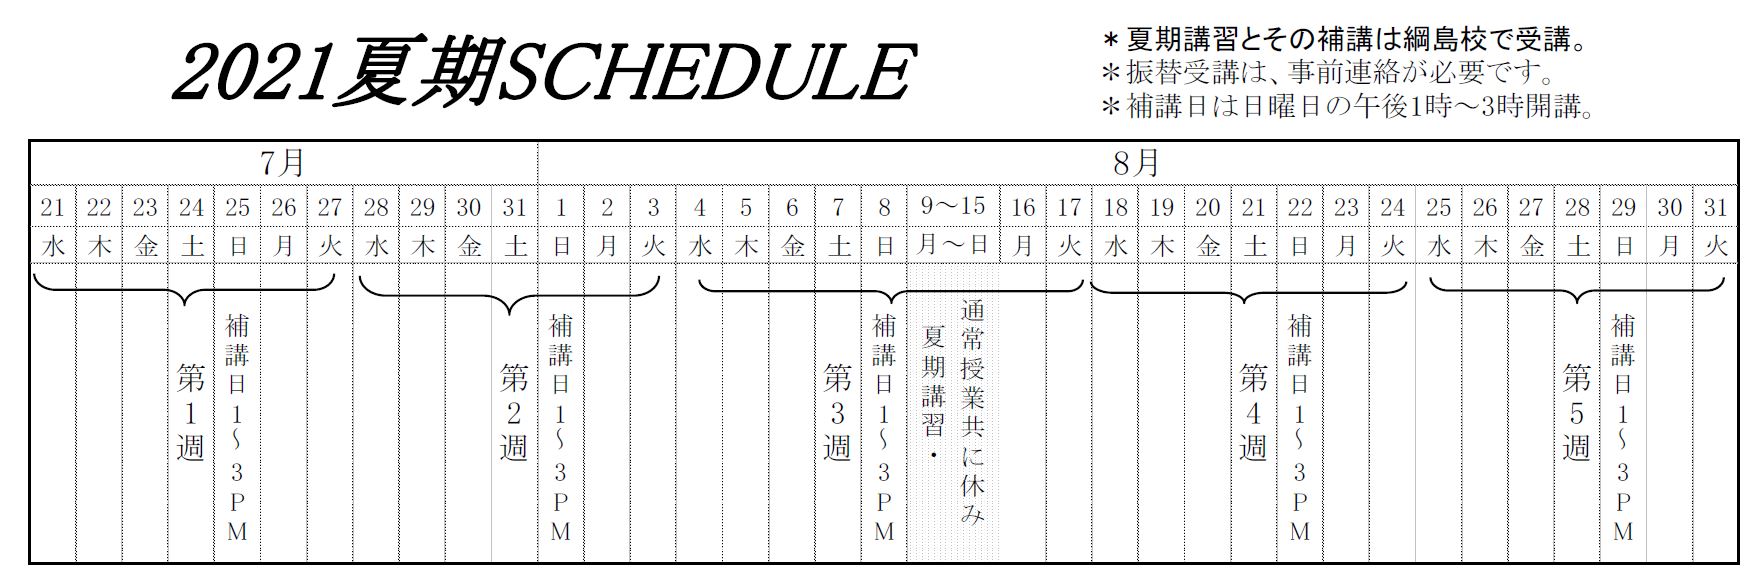 2021夏期SCHEDULE
＊夏期講習とその補講は綱島校で受講。
＊振替受講は、事前連絡が必要です。
＊補講日は日曜日の午後1時～3時開講。
7月 8月
21 22 23 24 25 26 27 28 29 30 31 1 2 3 4 5 6 7 8 9～15 16 17 18 19 20 21 22 23 24 25 26 27 28 29 30 31
水 木 金 土 日 月 火 水 木 金 土 日 月 火 水 木 金 土 日 月～日 月 火 水 木 金 土 日 月 火 水 木 金 土 日 月 火
第1週
補講日1～3PM
第2週
補講日1～3PM
第3週
補講日1～3PM
夏期講習・
通常授業共に休み
第4週
補講日1～3PM
第5週
補講日1～3PM